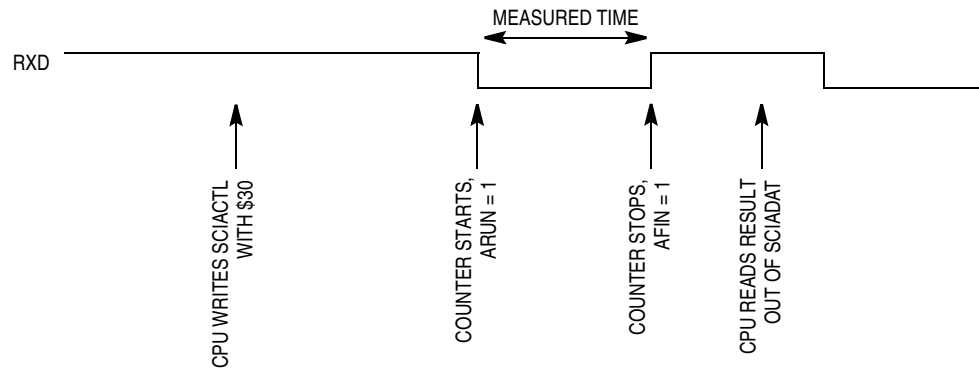 MEASURED TIME
RXD
CPU WRITES SCIACTL
WITH $30
COUNTER STARTS,
ARUN = 1
COUNTER STOPS,
AFIN = 1
CPU READS RESULT
OUT OF SCIADAT